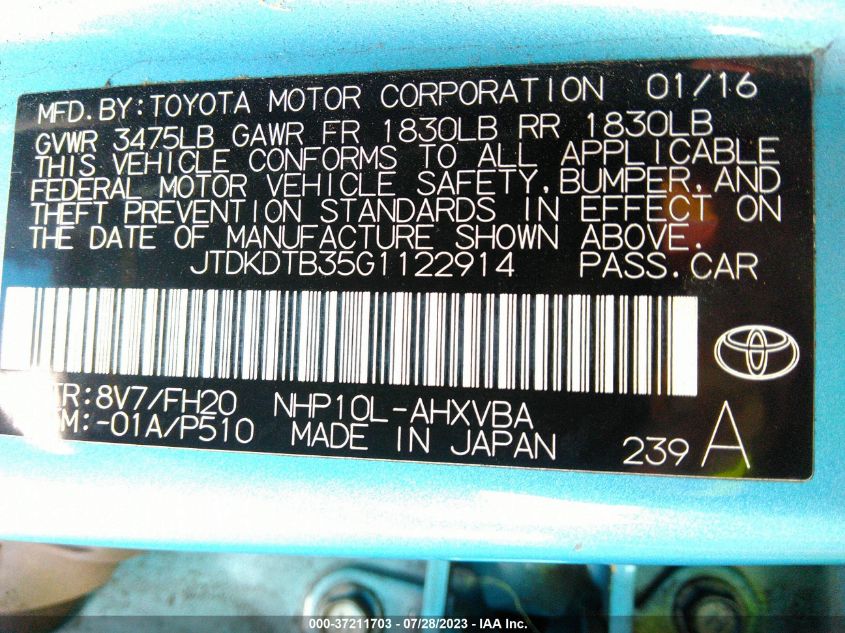 MFD. BY: TOYOTA MOTOR CORPORATION 01/16
GVWR 3475LB GAWR FR 1830LB RR 1830LB
THIS VEHICLE CONFORMS TO ALL APPLICABLE
FEDERAL MOTOR VEHICLE SAFETY, BUMPER, AND
THEFT PREVENTION STANDARDS IN EFFECT ON
THE DATE OF MANUFACTURE SHOWN ABOVE.
JTDKDTB35G1122914 PASS. CAR
TR: 8V7/FH20 NHP10L-AHXVBA
M: -01A/P510 MADE IN JAPAN 239 A
000-37211703 - 07/28/2023 - IAA Inc.